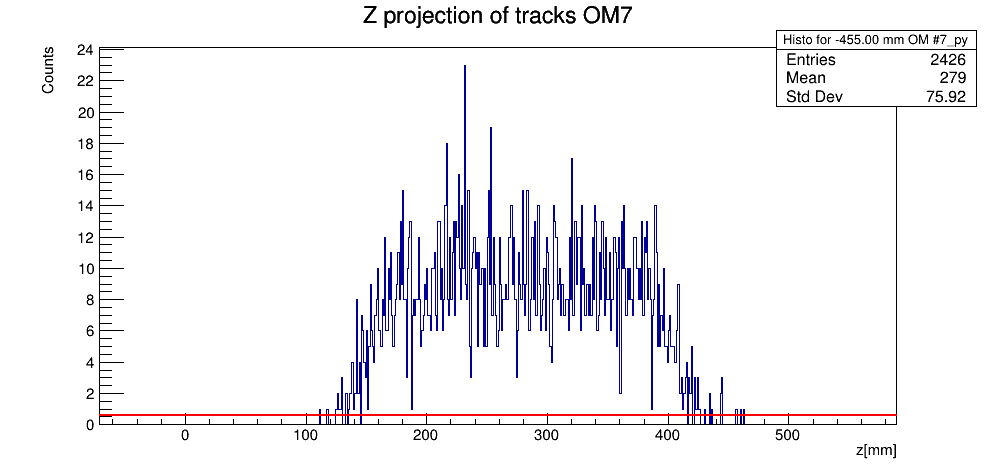 Z projection of tracks OM7
Histo for -455.00 mm OM #7_py
Entries 2426
Mean 279
Std Dev 75.92
Counts
24
22
20
18
16
14
12
10
8
6
4
2
0
0 100 200 300 400 500
z[mm]